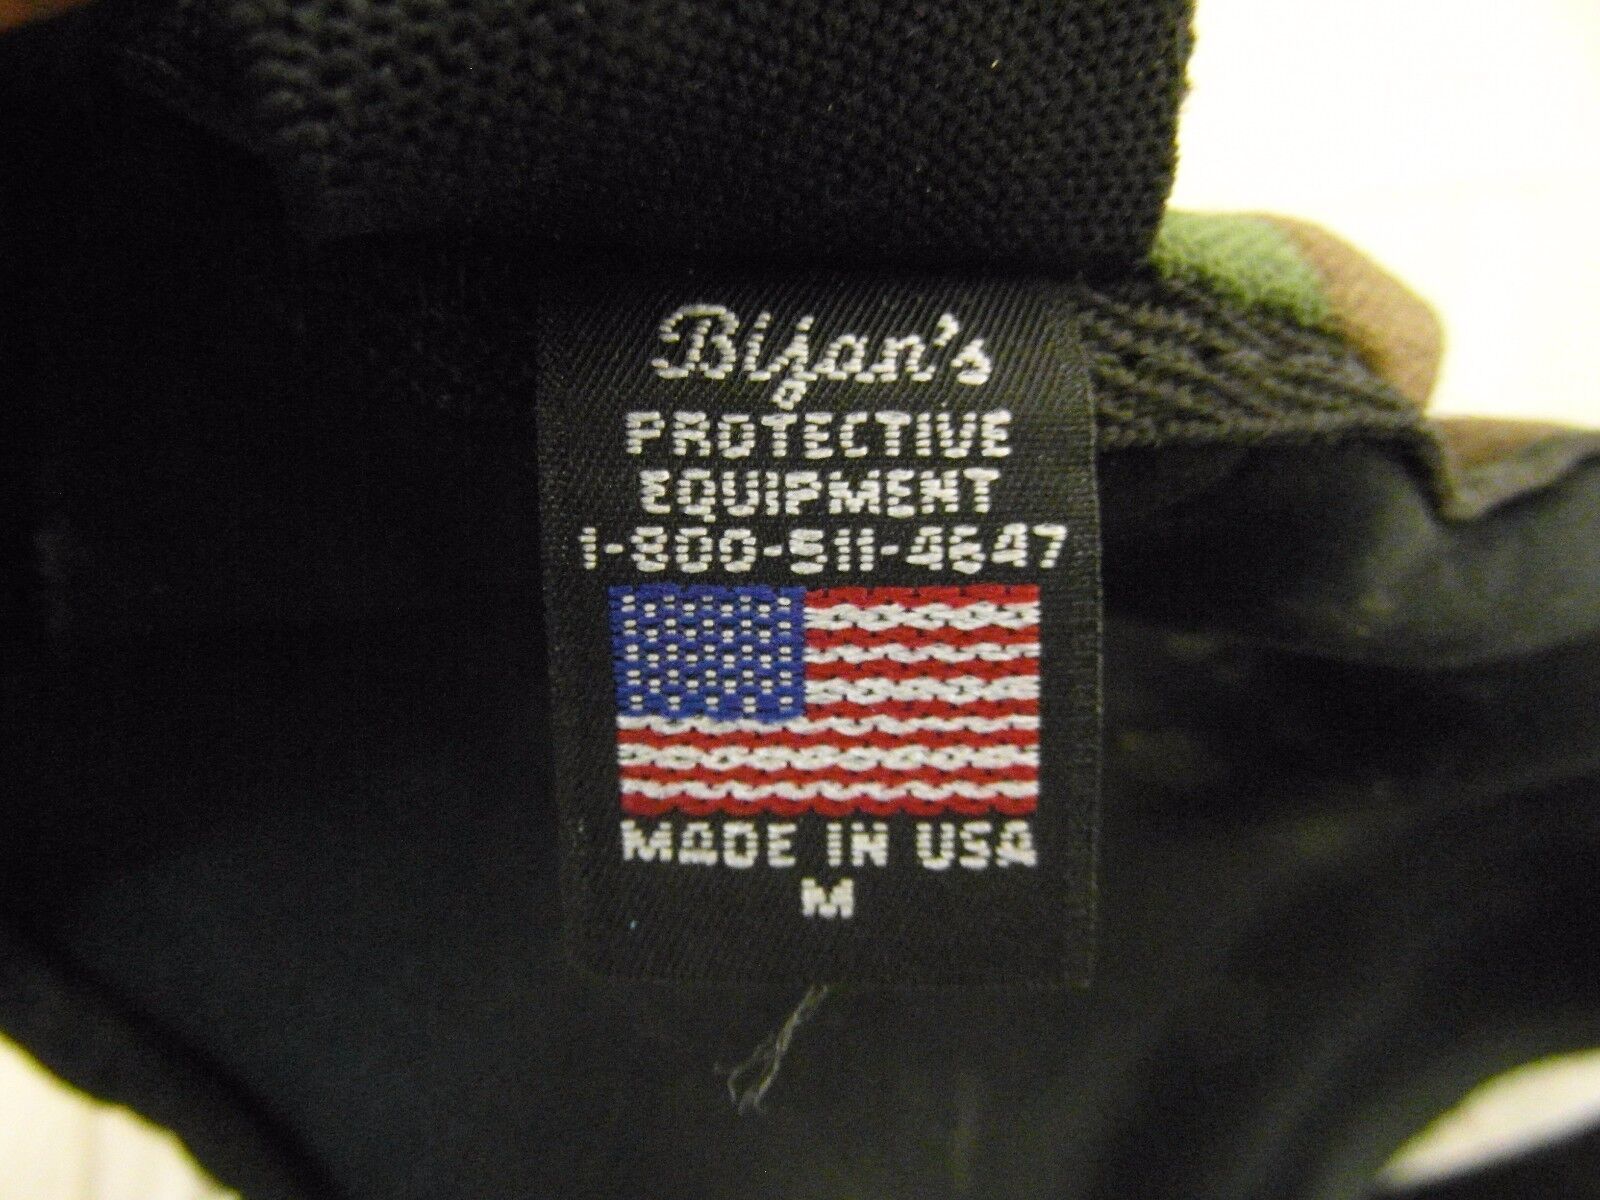 Bijan's
PROTECTIVE
EQUIPMENT
1-800-511-4647
MADE IN USA
M